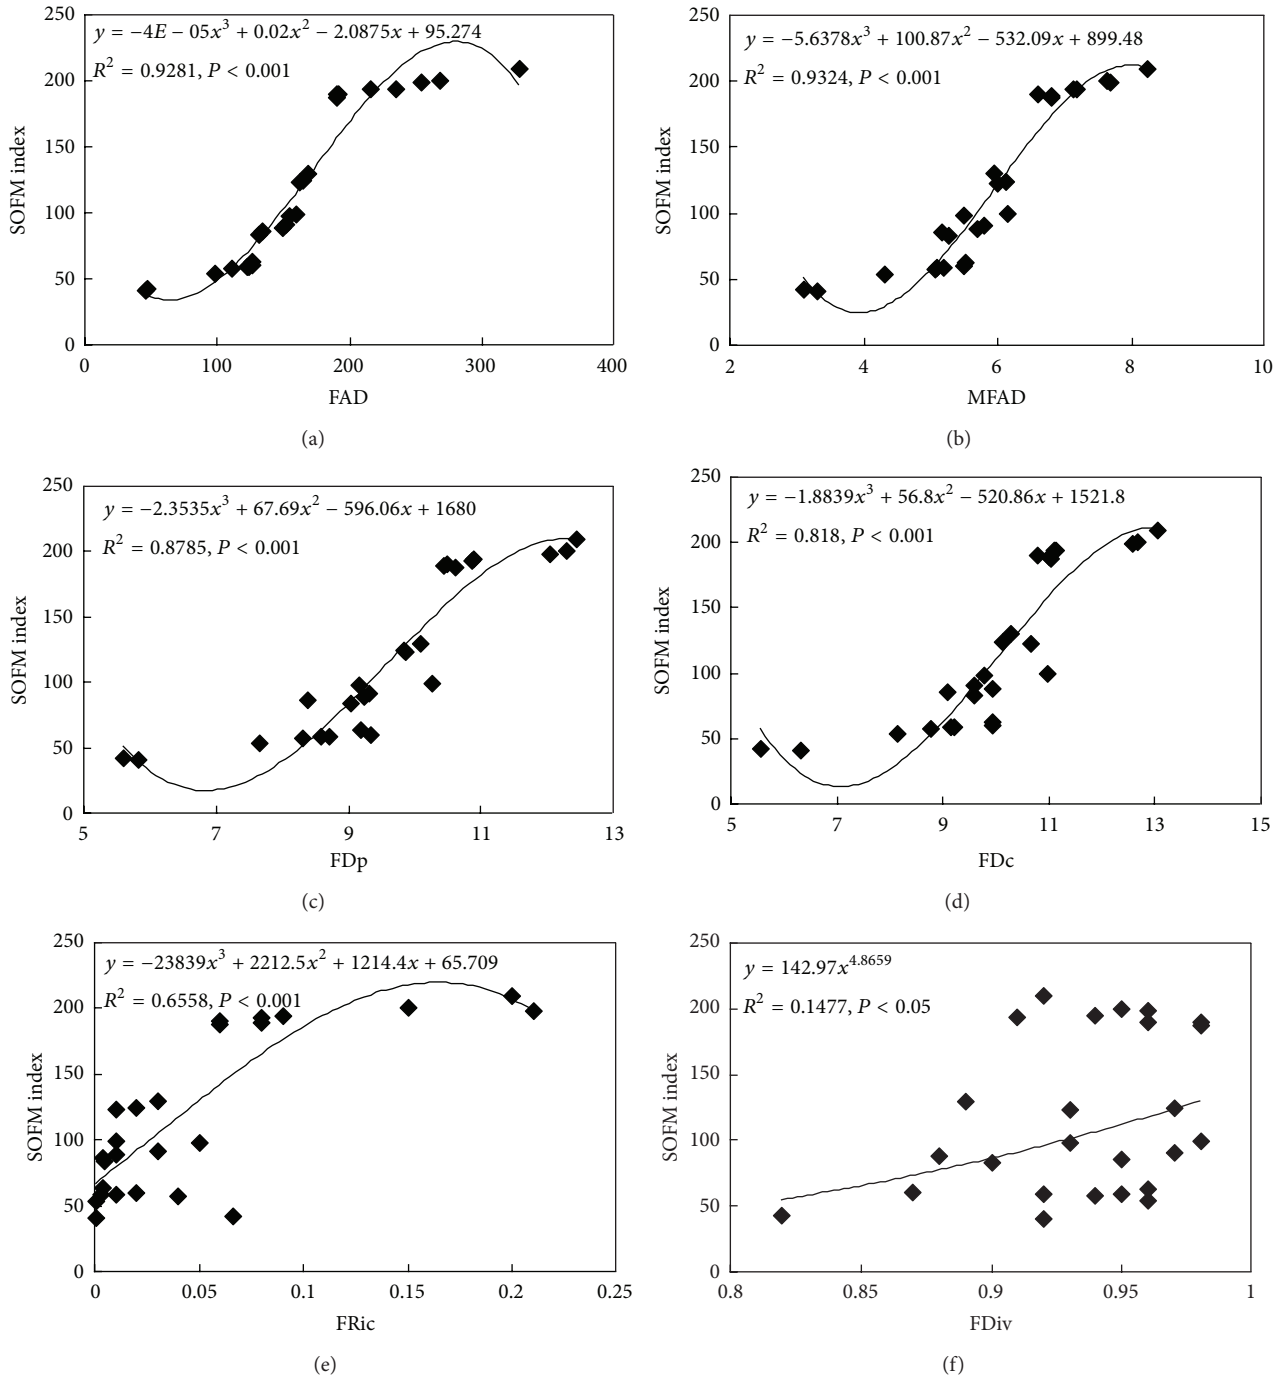 250
200
150
100
50
0
SOFM index
y = −4E − 05x³ + 0.02x² − 2.0875x + 95.274
R² = 0.9281, P < 0.001
0 100 200 300 400
FAD
(a)
250
200
150
100
50
0
SOFM index
y = −5.6378x³ + 100.87x² − 532.09x + 899.48
R² = 0.9324, P < 0.001
2 4 6 8 10
MFAD
(b)
250
200
150
100
50
0
SOFM index
y = −2.3535x³ + 67.69x² − 596.06x + 1680
R² = 0.8785, P < 0.001
5 7 9 11 13
FDp
(c)
250
200
150
100
50
0
SOFM index
y = −1.8839x³ + 56.8x² − 520.86x + 1521.8
R² = 0.818, P < 0.001
5 7 9 11 13 15
FDc
(d)
250
200
150
100
50
0
SOFM index
y = −23839x³ + 2212.5x² + 1214.4x + 65.709
R² = 0.6558, P < 0.001
0 0.05 0.1 0.15 0.2 0.25
FRic
(e)
250
200
150
100
50
0
SOFM index
y = 142.97x⁴·⁸⁶⁵⁹
R² = 0.1477, P < 0.05
0.8 0.85 0.9 0.95 1
FDiv
(f)